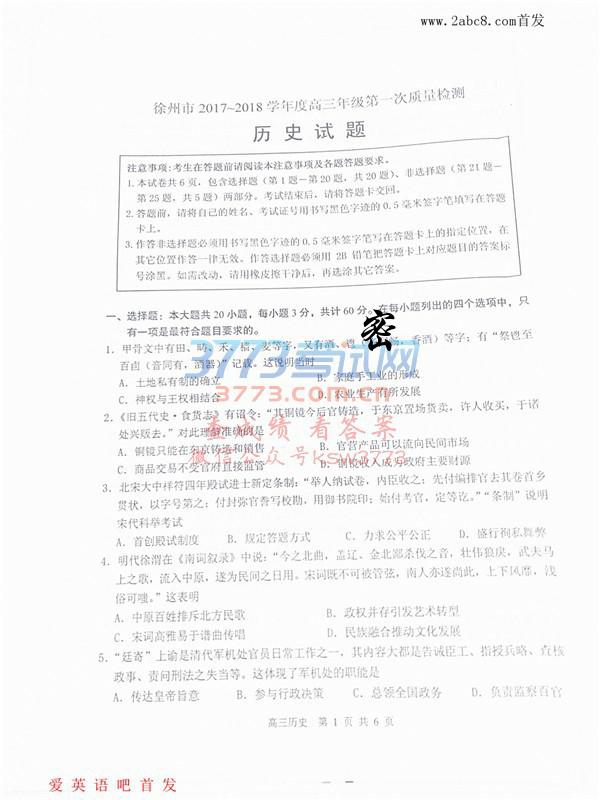 www.2abc8.com首发
徐州市 2017~2018 学年度高三年级第一次质量检测
历史试题
注意事项:考生在答题前请阅读本注意事项及各题答题要求。
1.本试卷共6页，包含选择题（第1题－第20题，共20题）、非选择题（第21题－
第25题，共5题）两部分。考试结束后，请将答题卡交回。
2.答题前，请将自己的姓名、考试证号用书写黑色字迹的0.5毫米签字笔填写在答题
卡上。
3.作答非选择题必须用书写黑色字迹的0.5毫米签字笔写在答题卡上的指定位置，在
其它位置作答一律无效。作答选择题必须用2B铅笔把答题卡上对应题目的答案标
号涂黑。如需改动，请用橡皮擦干净后，再选涂其它答案。
密
一、选择题：本大题共20小题，每小题3分，共计60分。在每小题列出的四个选项中，只
有一项是最符合题目要求的。
1．甲骨文中有田、畴、禾、穑、麦等字，又有酒、鬯（ 汤，香酒）等字；有“祭鬯至
百卣（音同有，酒器）”记载。这说明当时
A．土地私有制的确立 B．家庭手工业的形成
C．神权与王权相结合 D．农业生产有所发展
3773考试网
3773.com.cn
查成绩 看答案
微信公众号ksw3773
2．《旧五代史·食货志》有诏令：“其铜镜今后官铸造，于东京置场货卖，许人收买，于诸
处兴贩去。”对此理解准确的是
A．铜镜只能在东京铸造和销售 B．官营产品可以流向民间市场
C．商品交易不受官府直接监管 D．铜镜收入成为政府主要财源
3．北宋大中祥符四年殿试进士新定条制：“举人纳试卷，内臣收之；先付编排官去其卷首乡
贯状，以字号第之；付封弥官誊写校勘，用御书院印；始付考官，定等讫。”“条制”说明
宋代科举考试
A．首创殿试制度 B．规定答题方式 C．力求公平公正 D．盛行徇私舞弊
4．明代徐渭在《南词叙录》中说：“今之北曲，盖辽、金北鄙杀伐之音，壮伟狠戾，武夫马
上之歌，流入中原，遂为民间之日用。宋词既不可被管弦，南人亦遂尚此，上下风靡，浅
俗可嗤。”这表明
A．中原百姓排斥北方民歌 B．政权并存引发艺术转型
C．宋词高雅易于谱曲传唱 D．民族融合推动文化发展
5．“廷寄”上谕是清代军机处官员日常工作之一，其内容大都是告诫臣工、指授兵略、查核
政事、责问刑法之失当等。这体现了军机处的职能是
A．传达皇帝旨意 B．参与行政决策 C．总领全国政务 D．负责监察百官
高三历史 第1页 共6页
爱英语吧首发